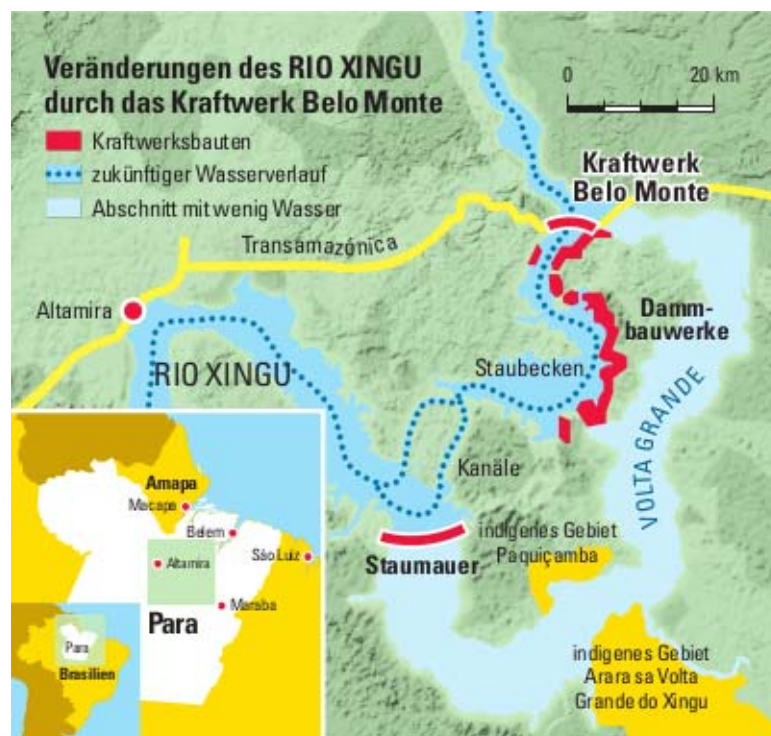 Veränderungen des RIO XINGU
durch das Kraftwerk Belo Monte
Kraftwerksbauten
zukünftiger Wasserverlauf
Abschnitt mit wenig Wasser
0 20 km
Kraftwerk
Belo Monte
Transamazónica
Altamira
Damm-
bauwerke
RIO XINGU
Staubecken
VOLTA GRANDE
Kanäle
Staumauer
indigenes Gebiet
Paquiçamba
indigenes Gebiet
Arara sa Volta
Grande do Xingu
Amapa
Macapa
Belem
São Luiz
Altamira
Maraba
Para
Para
Brasilien